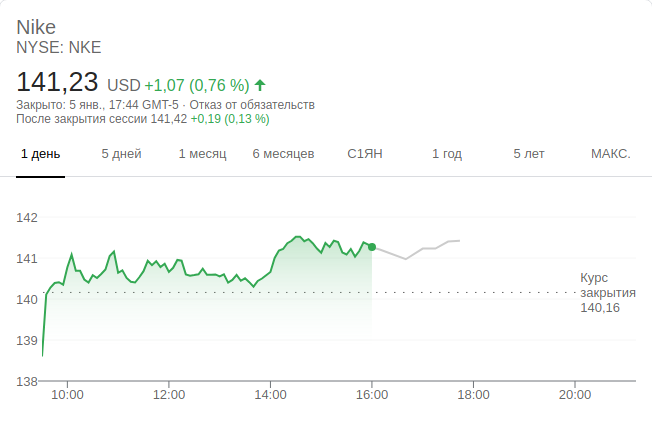 Nike
NYSE: NKE
141,23 USD +1,07 (0,76 %)
Закрыто: 5 янв., 17:44 GMT-5 · Отказ от обязательств
После закрытия сессии 141,42 +0,19 (0,13 %)
1 день 5 дней 1 месяц 6 месяцев С1ЯН 1 год 5 лет МАКС.
142
141
140
139
138
Курс
закрытия
140,16
10:00 12:00 14:00 16:00 18:00 20:00